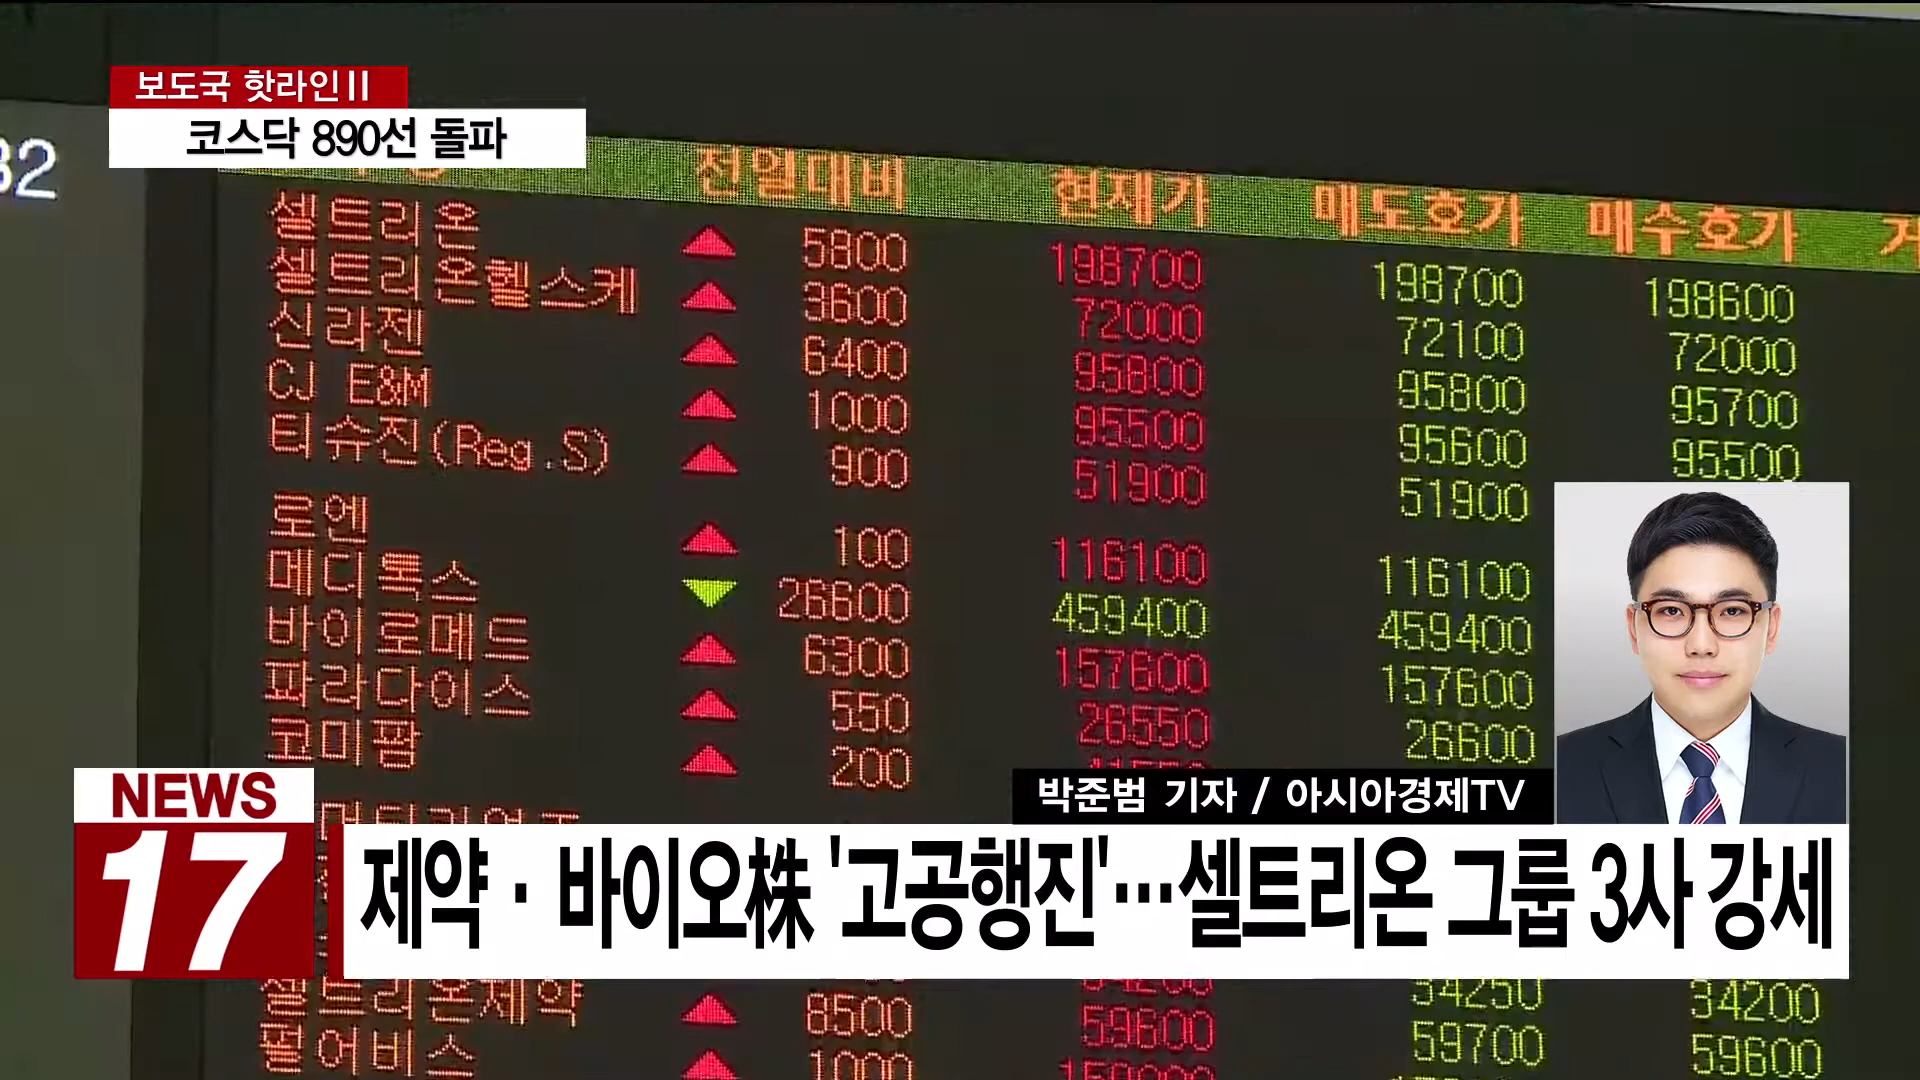 보도국 핫라인Ⅱ
코스닥 890선 돌파
32
전일대비 현재가 매도호가 매수호가
셀트리온 ▲ 5800 198700 198700 198600
셀트리온헬스케 ▲ 3600 72000 72100 72000
신라젠 ▲ 6400 95800 95800 95700
CJ E&M ▲ 1000 95500 95600 95500
티슈진(Reg.S) ▲ 900 51900 51900
로엔 ▲ 100 116100 116100
메디톡스 ▼ 26600 459400 459400
바이로메드 ▲ 6300 157600 157600
파라다이스 ▲ 550 26550 26600
코미팜 ▲ 200
박준범 기자 / 아시아경제TV
NEWS
17
제약·바이오株 '고공행진'…셀트리온 그룹 3사 강세
34250 34200
셀트리온제약 ▲ 8500 59600 59700 59600
펄어비스 ▲ 1000